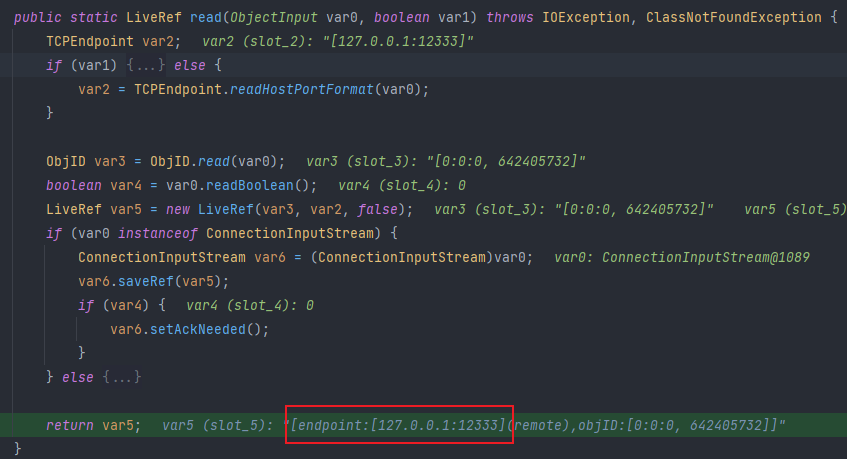 public static LiveRef read(ObjectInput var0, boolean var1) throws IOException, ClassNotFoundException {
TCPEndpoint var2; var2 (slot_2): "[127.0.0.1:12333]"
if (var1) {...} else {
var2 = TCPEndpoint.readHostPortFormat(var0);
}
ObjID var3 = ObjID.read(var0); var3 (slot_3): "[0:0:0, 642405732]"
boolean var4 = var0.readBoolean(); var4 (slot_4): 0
LiveRef var5 = new LiveRef(var3, var2, false); var3 (slot_3): "[0:0:0, 642405732]" var5 (slot_5)
if (var0 instanceof ConnectionInputStream) {
ConnectionInputStream var6 = (ConnectionInputStream)var0; var0: ConnectionInputStream@1089
var6.saveRef(var5);
if (var4) { var4 (slot_4): 0
var6.setAckNeeded();
}
} else {...}
return var5; var5 (slot_5): "[endpoint:[127.0.0.1:12333](remote),objID:[0:0:0, 642405732]]"
}